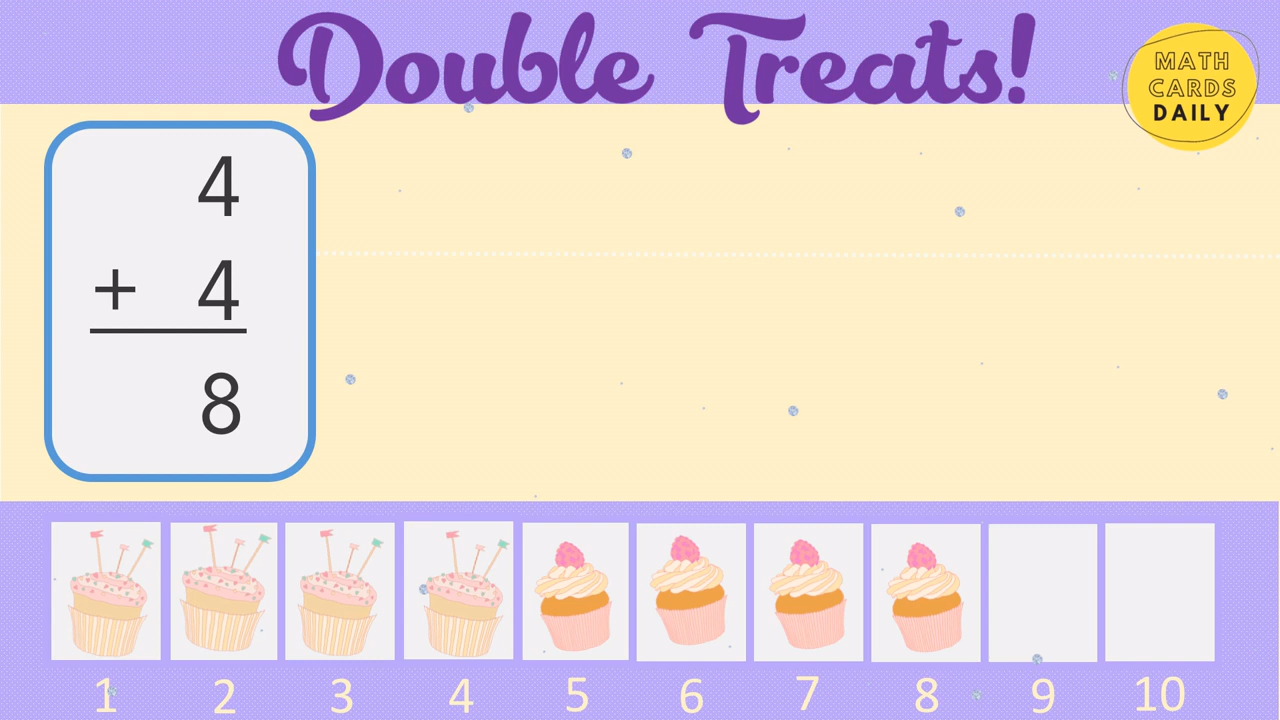 Double Treats!
MATH
CARDS
DAILY
4
+ 4
8
1 2 3 4 5 6 7 8 9 10